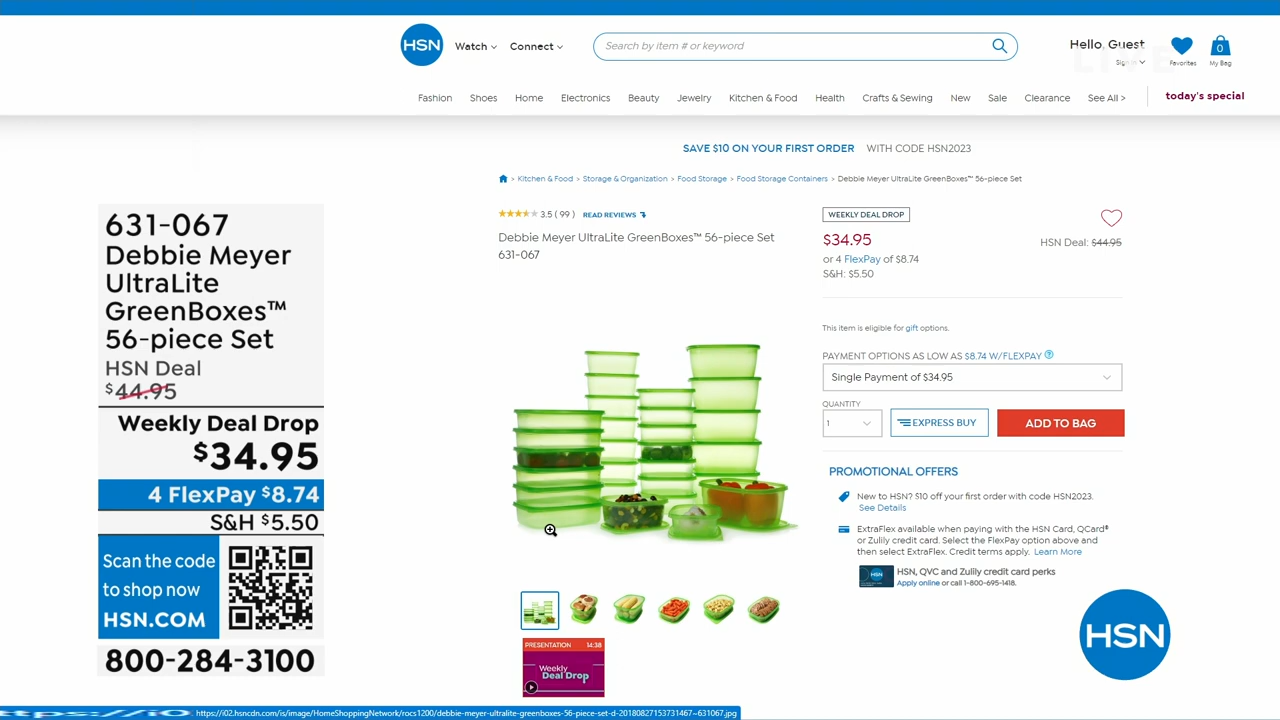 HSN
Watch
Connect
Search by item # or keyword
Hello, Guest
Favorites
0
My Bag
Fashion
Shoes
Home
Electronics
Beauty
Jewelry
Kitchen & Food
Health
Crafts & Sewing
New
Sale
Clearance
See All >
today's special
SAVE $10 ON YOUR FIRST ORDER WITH CODE HSN2023
> Kitchen & Food > Storage & Organization > Food Storage > Food Storage Containers > Debbie Meyer UltraLite GreenBoxes™ 56-piece Set
631-067
Debbie Meyer
UltraLite
GreenBoxes™
56-piece Set
HSN Deal
$44.95
Weekly Deal Drop
$34.95
4 FlexPay $8.74
S&H $5.50
Scan the code
to shop now
HSN.COM
800-284-3100
3.5 ( 99 ) READ REVIEWS
Debbie Meyer UltraLite GreenBoxes™ 56-piece Set
631-067
PRESENTATION 14:38
Weekly
Deal Drop
WEEKLY DEAL DROP
$34.95
HSN Deal: $44.95
or 4 FlexPay of $8.74
S&H: $5.50
This item is eligible for gift options.
PAYMENT OPTIONS AS LOW AS $8.74 W/FLEXPAY ?
Single Payment of $34.95
QUANTITY
1
EXPRESS BUY
ADD TO BAG
PROMOTIONAL OFFERS
New to HSN? $10 off your first order with code HSN2023.
See Details
ExtraFlex available when paying with the HSN Card, QCard®
or Zulily credit card. Select the FlexPay option above and
then select ExtraFlex. Credit terms apply. Learn More
HSN
HSN, QVC and Zulily credit card perks
Apply online or call 1-800-695-1418.
HSN
https://i02.hsncdn.com/is/image/HomeShoppingNetwork/rocs1200/debbie-meyer-ultralite-greenboxes-56-piece-set-d-20180827153731467~631067.jpg